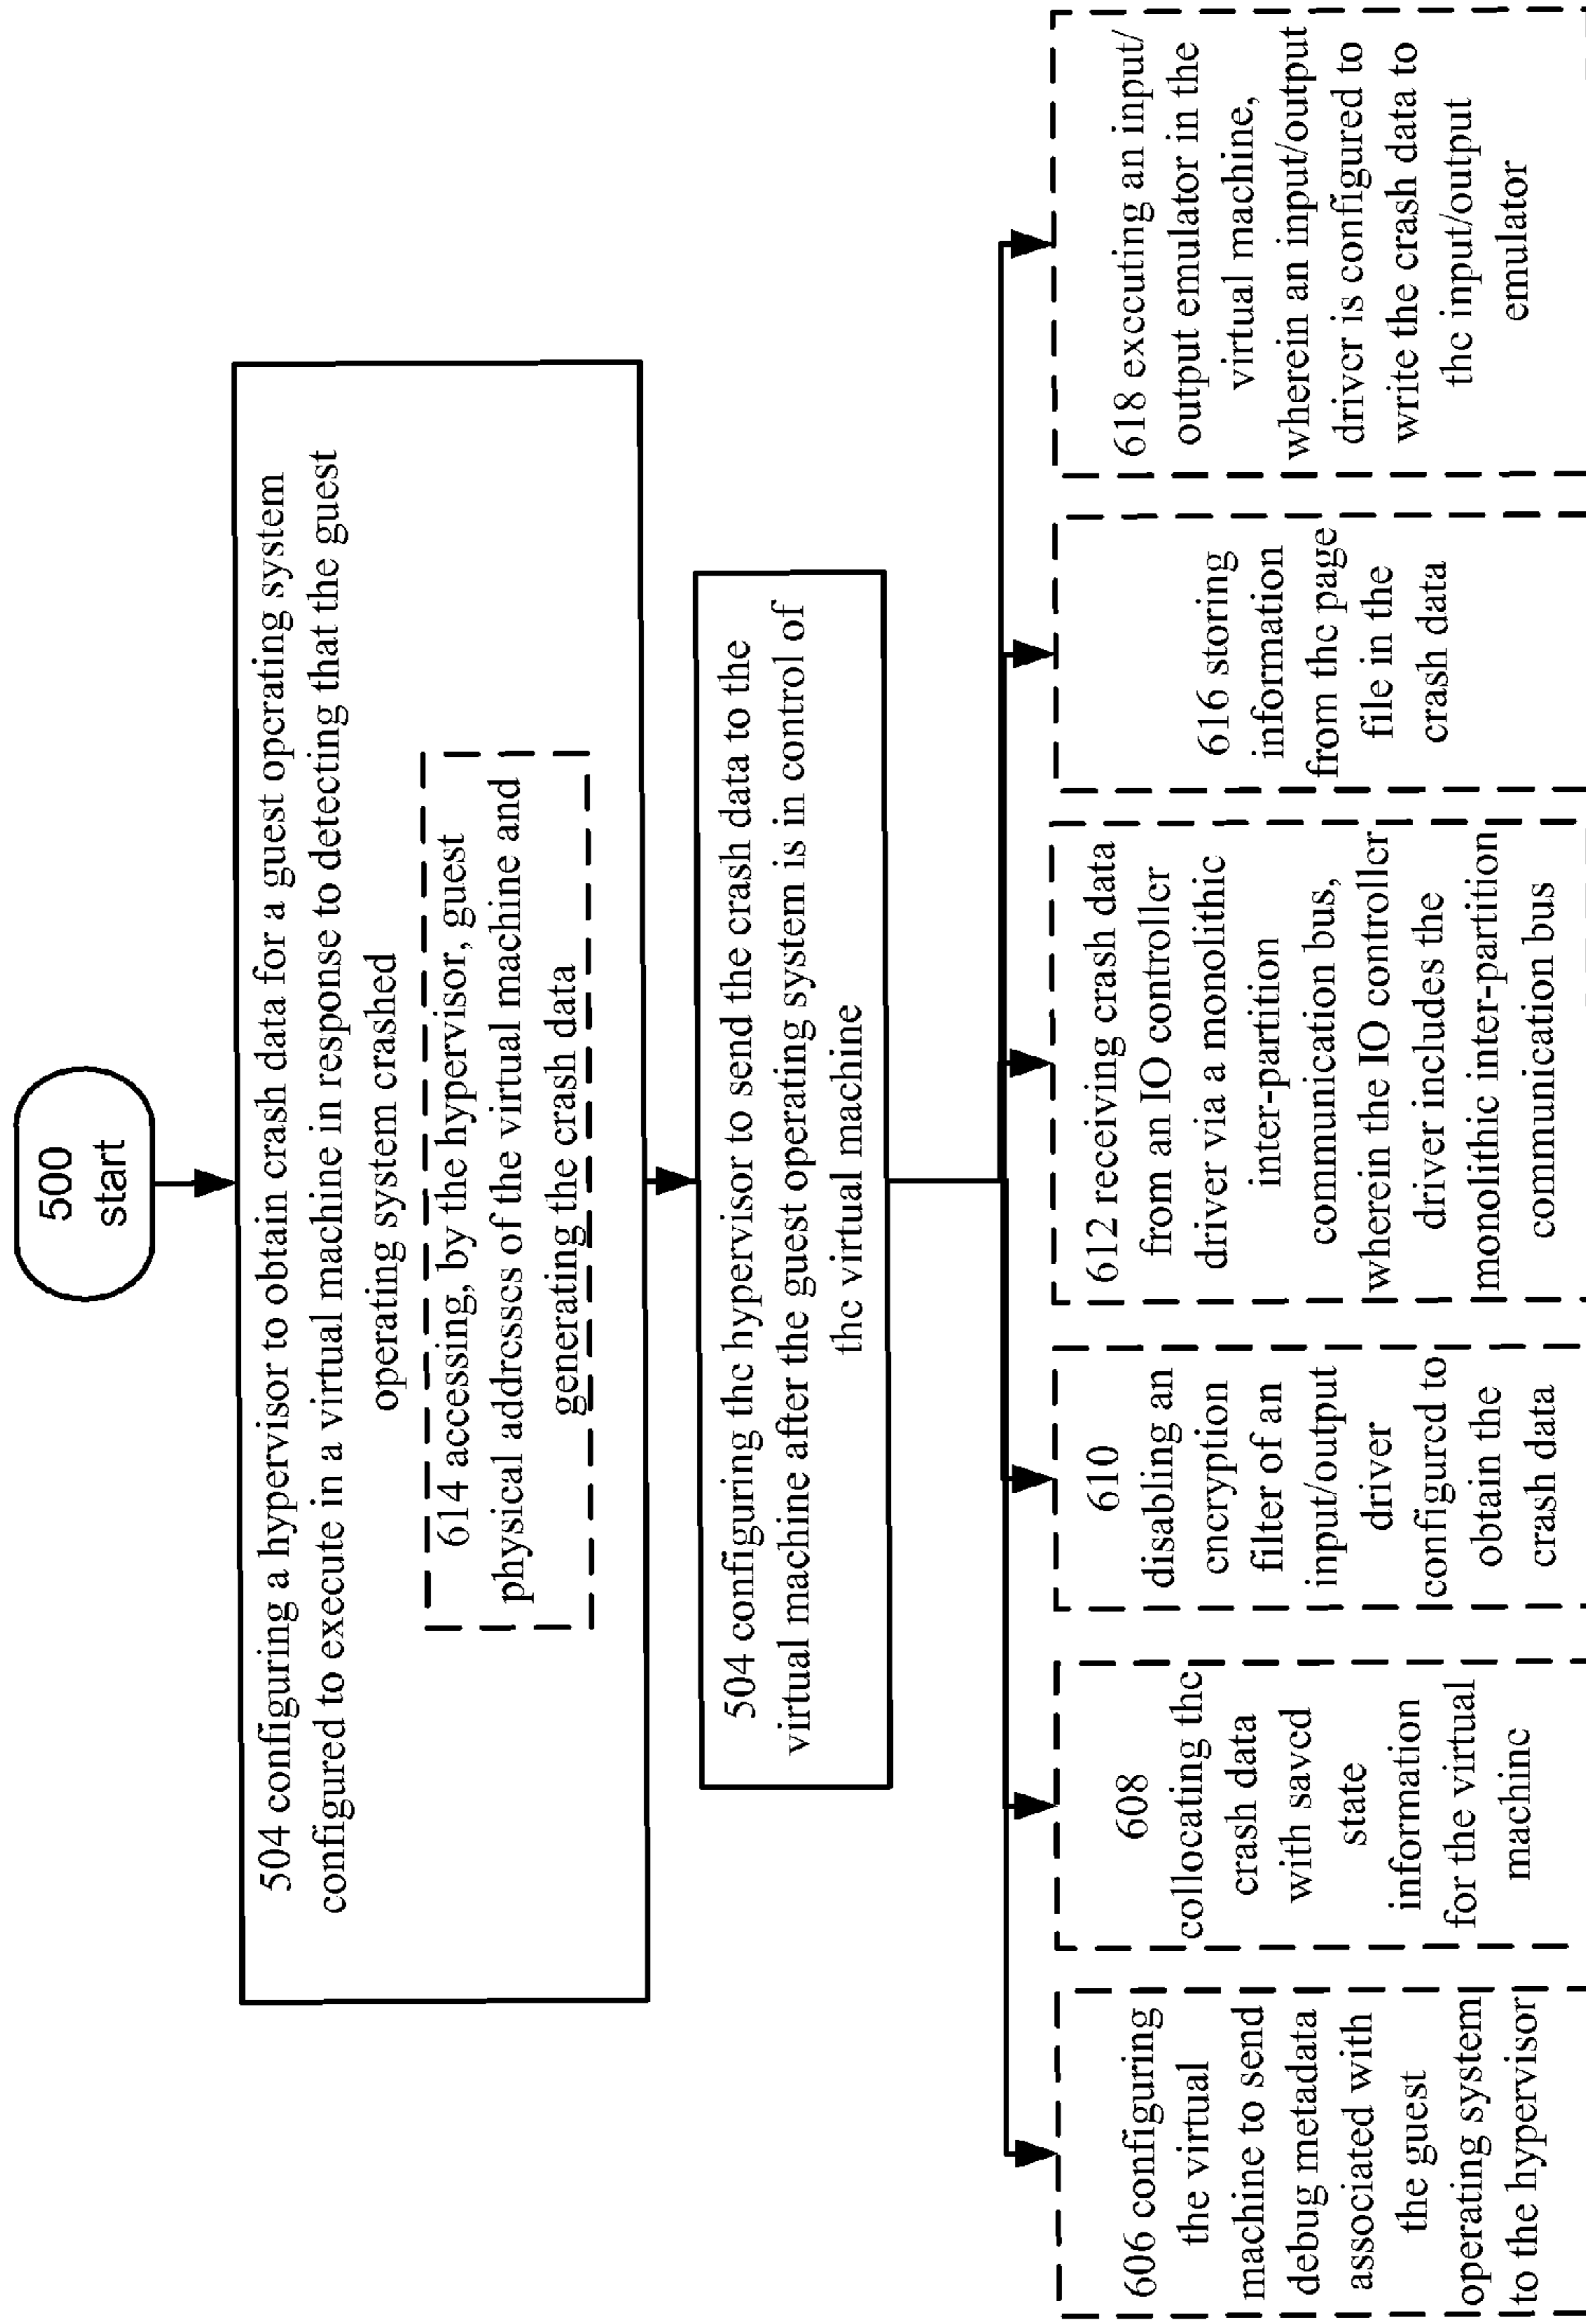 500
start
504 configuring a hypervisor to obtain crash data for a guest operating system
configured to execute in a virtual machine in response to detecting that the guest
operating system crashed
614 accessing, by the hypervisor, guest
physical addresses of the virtual machine and
generating the crash data
504 configuring the hypervisor to send the crash data to the
virtual machine after the guest operating system is in control of
the virtual machine
606 configuring
the virtual
machine to send
debug metadata
associated with
the guest
operating system
to the hypervisor
608
collocating the
crash data
with saved
state
information
for the virtual
machine
610
disabling an
encryption
filter of an
input/output
driver
configured to
obtain the
crash data
612 receiving crash data
from an IO controller
driver via a monolithic
inter-partition
communication bus,
wherein the IO controller
driver includes the
monolithic inter-partition
communication bus
616 storing
information
from the page
file in the
crash data
618 executing an input/
output emulator in the
virtual machine,
wherein an input/output
driver is configured to
write the crash data to
the input/output
emulator